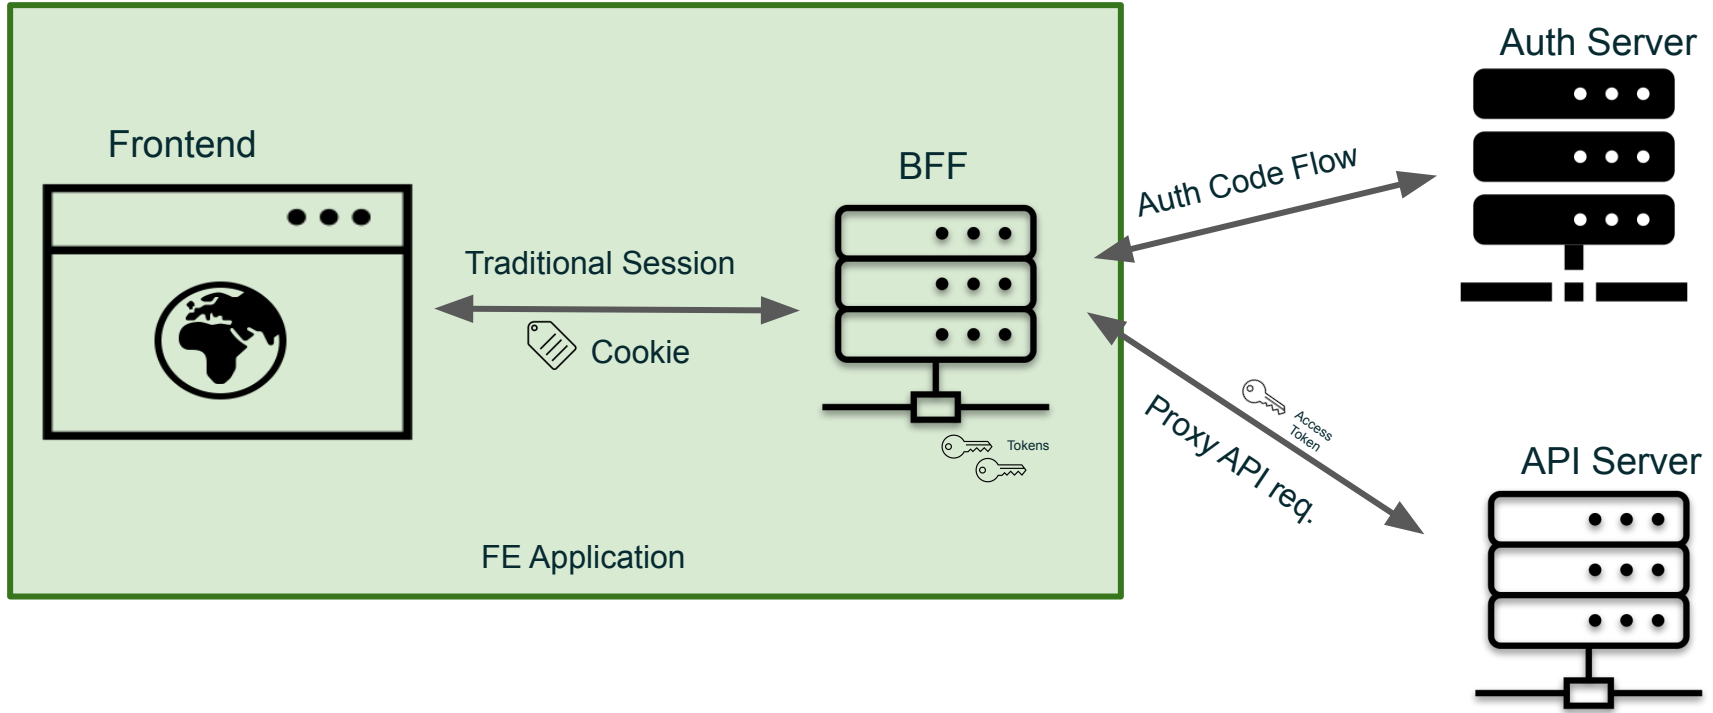 Auth Server
Frontend
BFF
Auth Code Flow
Traditional Session
Cookie
Access
Token
Proxy API req.
Tokens
API Server
FE Application